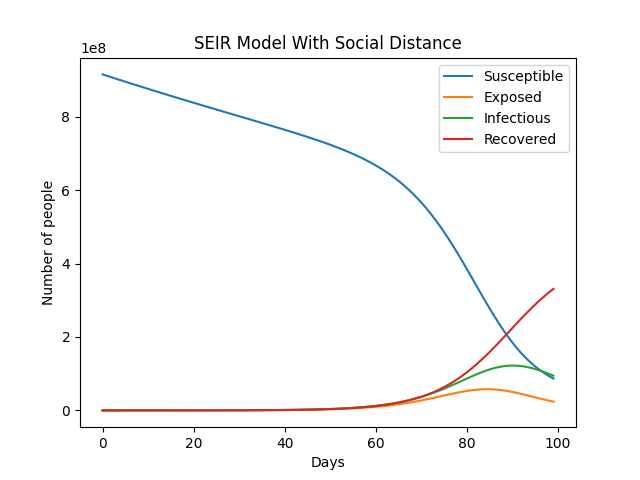 SEIR Model With Social Distance
1e8
Susceptible
Exposed
Infectious
Recovered
8
6
4
2
0
Number of people
0 20 40 60 80 100
Days